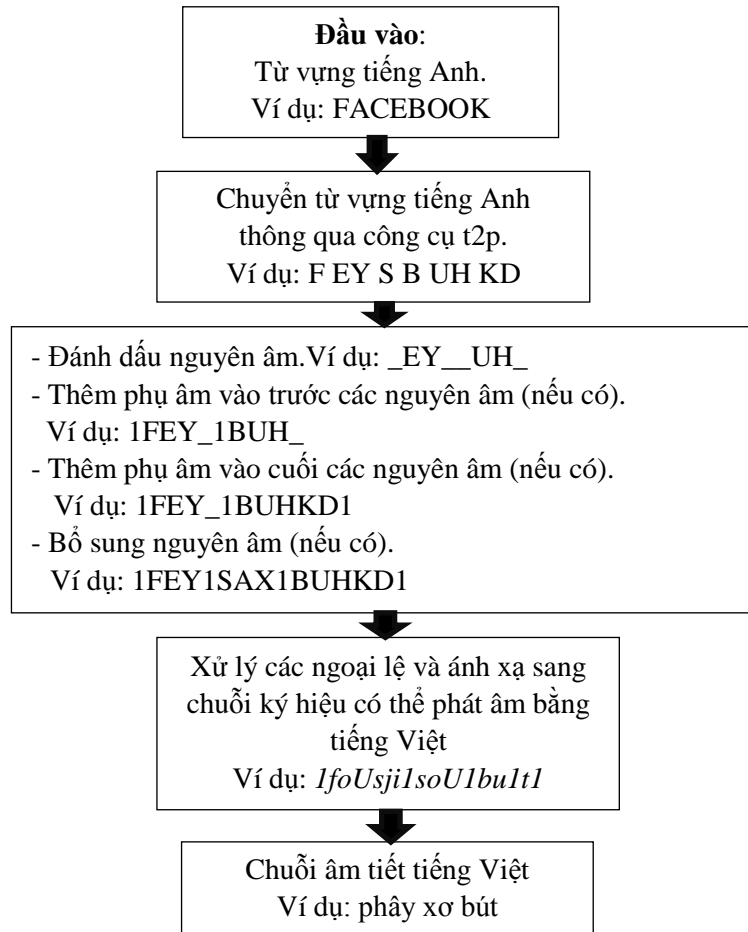 Đầu vào:
Từ vựng tiếng Anh.
Ví dụ: FACEBOOK
Chuyển từ vựng tiếng Anh
thông qua công cụ t2p.
Ví dụ: F EY S B UH KD
- Đánh dấu nguyên âm.Ví dụ: _EY__UH_
- Thêm phụ âm vào trước các nguyên âm (nếu có).
Ví dụ: 1FEY_1BUH_
- Thêm phụ âm vào cuối các nguyên âm (nếu có).
Ví dụ: 1FEY_1BUHKD1
- Bổ sung nguyên âm (nếu có).
Ví dụ: 1FEY1SAX1BUHKD1
Xử lý các ngoại lệ và ánh xạ sang
chuỗi ký hiệu có thể phát âm bằng
tiếng Việt
Ví dụ: 1foUsji1soU1bu1t1
Chuỗi âm tiết tiếng Việt
Ví dụ: phây xơ bút